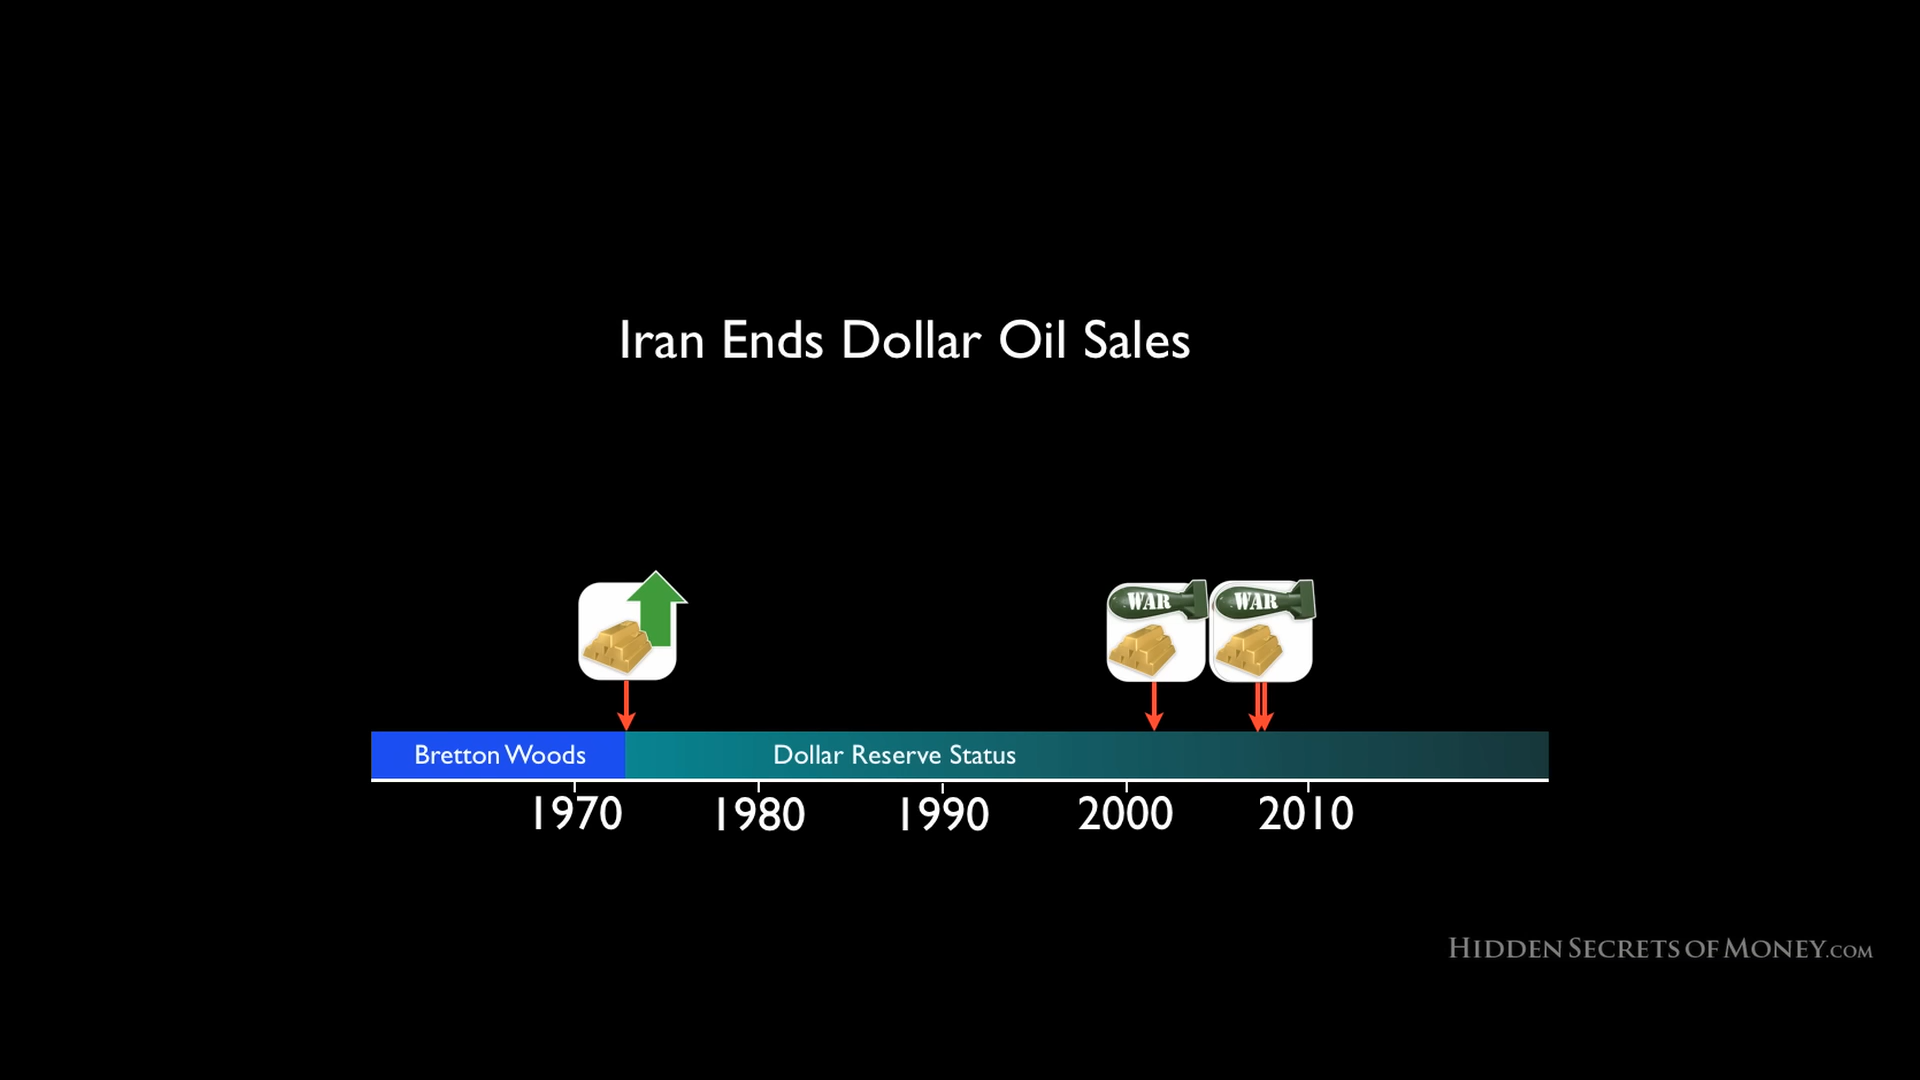 Iran Ends Dollar Oil Sales
WAR WAR
Bretton Woods Dollar Reserve Status
1970 1980 1990 2000 2010
HIDDEN SECRETS OF MONEY.COM